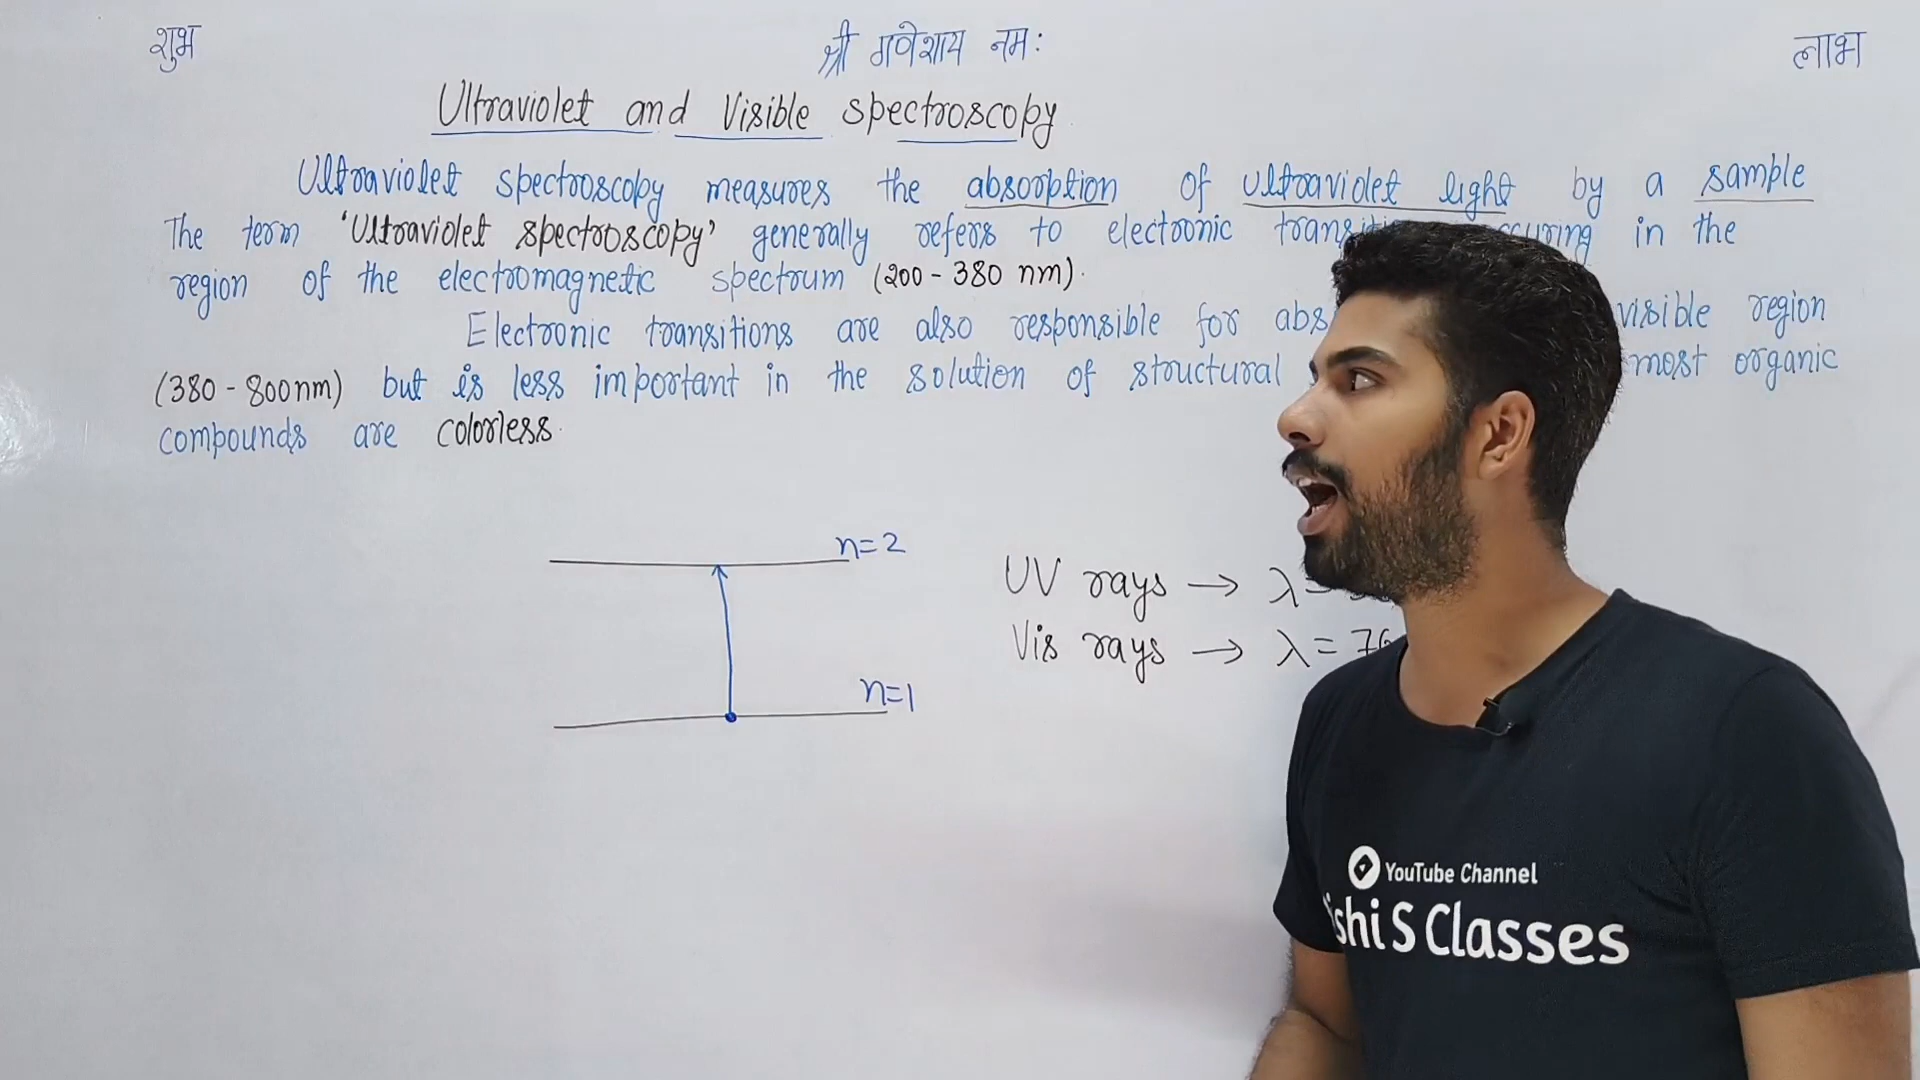 शुभ श्री गणेशाय नमः लाभ
Ultraviolet and Visible spectroscopy
Ultraviolet spectroscopy measures the absorption of ultraviolet light by a sample
The term 'Ultraviolet spectroscopy' generally refers to electronic in the
region of the electromagnetic spectrum (200 - 380 nm).
Electronic transitions are also responsible for visible region
(380 - 800nm) but is less important in the solution of structural most organic
compounds are colorless.
n=2
UV rays → λ=
Vis rays → λ = 
n=1
YouTube Channel
S Classes